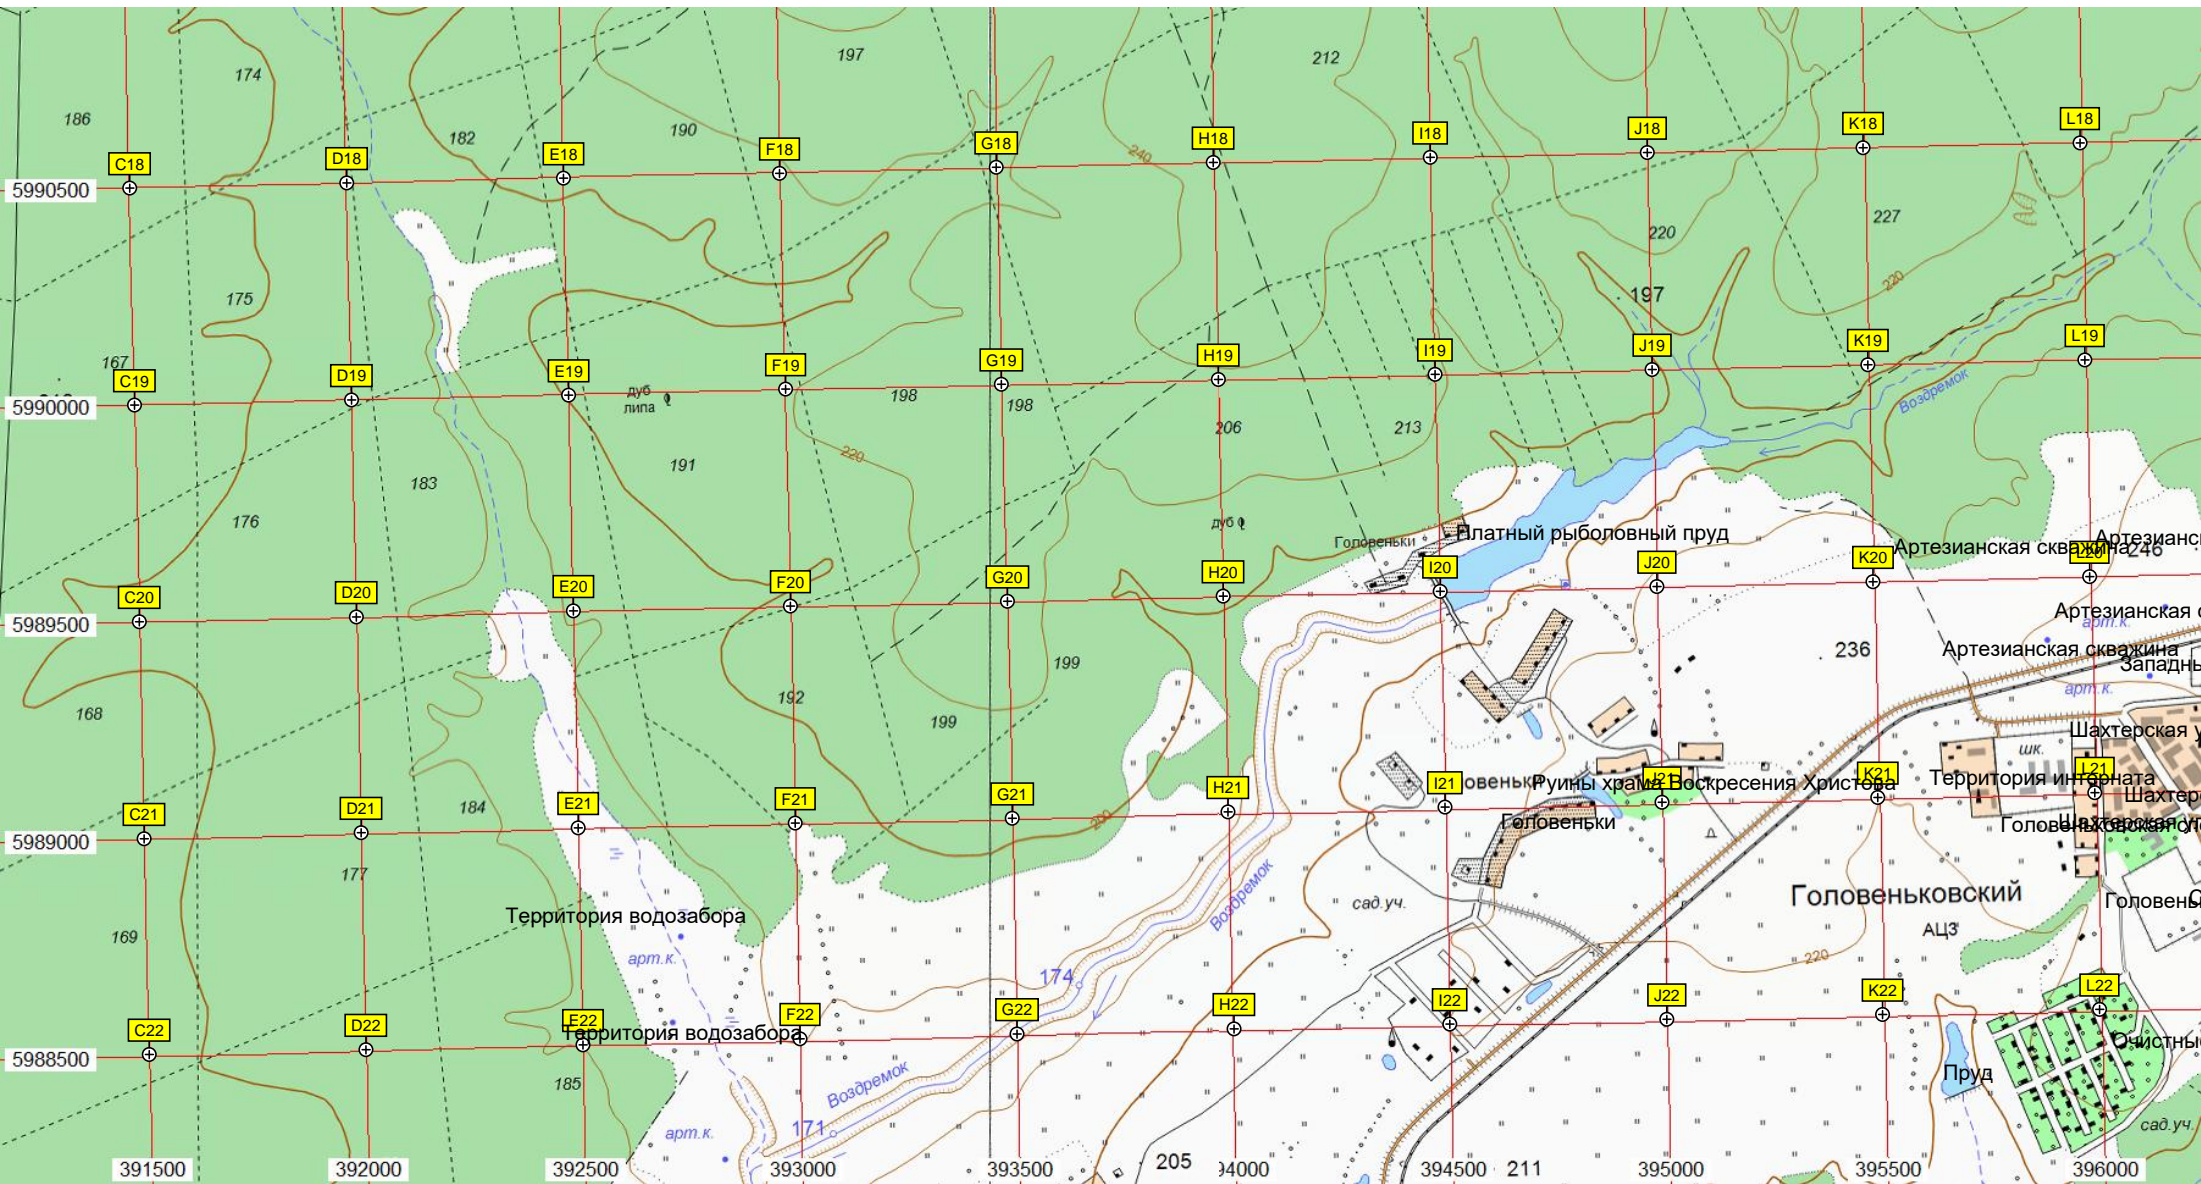 197
212
174
186
182
190
240
C18
D18
E18
F18
G18
H18
I18
J18
K18
L18
5990500
227
220
175
197
220
167
C19
D19
E19
F19
G19
H19
I19
J19
K19
L19
дуб
липа
198
198
5990000
Воздремок
206
213
220
191
183
176
дуб
Головеньки
Платный рыболовный пруд
Артезианская скважина
246
C20
D20
E20
F20
G20
H20
I20
J20
K20
L20
5989500
арт.к.
236
Артезианская скважина
199
168
192
199
арт.к.
Шахтерская у
шк.
Руины храма Воскресения Христова
Территория интерната
C21
D21
E21
F21
G21
H21
I21
J21
K21
L21
184
200
Головеньки
5989000
177
Воздремок
Головеньковский
сад.уч.
АЦЗ
Территория водозабора
169
арт.к.
220
174
C22
D22
E22
F22
G22
H22
I22
J22
K22
L22
Территория водозабора
5988500
185
Воздремок
Пруд
171
арт.к.
сад.уч.
205
211
391500
392000
392500
393000
393500
394000
394500
395000
395500
396000